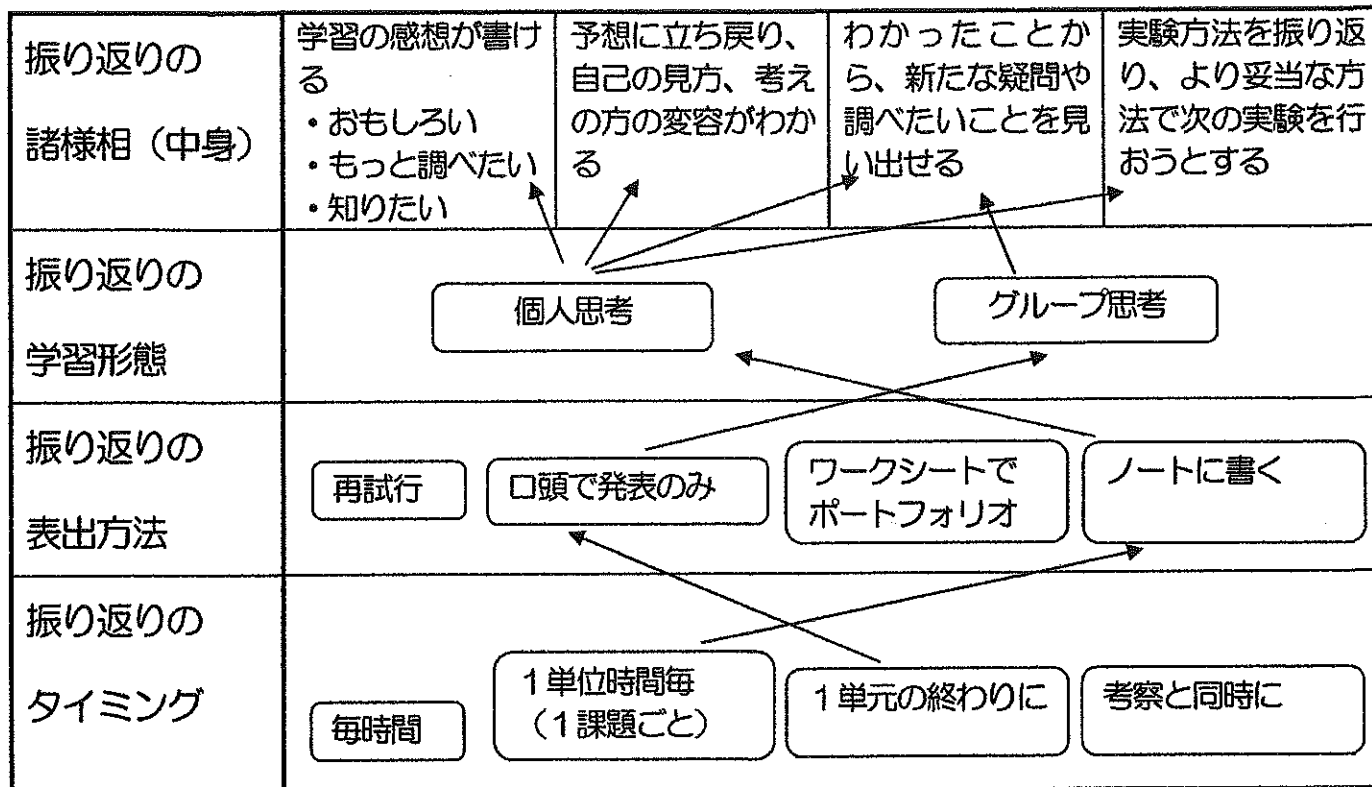 振り返りの
諸様相（中身）
学習の感想が書け
る
・おもしろい
・もっと調べたい
・知りたい
予想に立ち戻り、
自己の見方、考え
の方の変容がわか
る
わかったことか
ら、新たな疑問や
調べたいことを見
い出せる
実験方法を振り返
り、より妥当な方
法で次の実験を行
おうとする
振り返りの
学習形態
個人思考
グループ思考
振り返りの
表出方法
再試行
口頭で発表のみ
ワークシートで
ポートフォリオ
ノートに書く
振り返りの
タイミング
毎時間
1単位時間毎
（1課題ごと）
1単元の終わりに
考察と同時に